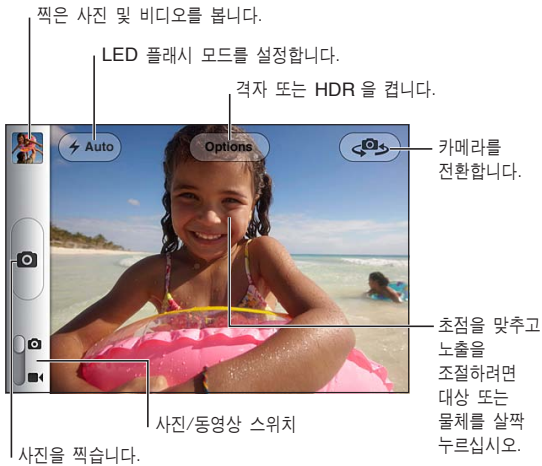 찍은 사진 및 비디오를 봅니다.
LED 플래시 모드를 설정합니다.
격자 또는 HDR 을 켭니다.
Auto
Options
카메라를
전환합니다.
초점을 맞추고
노출을
조절하려면
대상 또는
물체를 살짝
누르십시오.
사진/동영상 스위치
사진을 찍습니다.